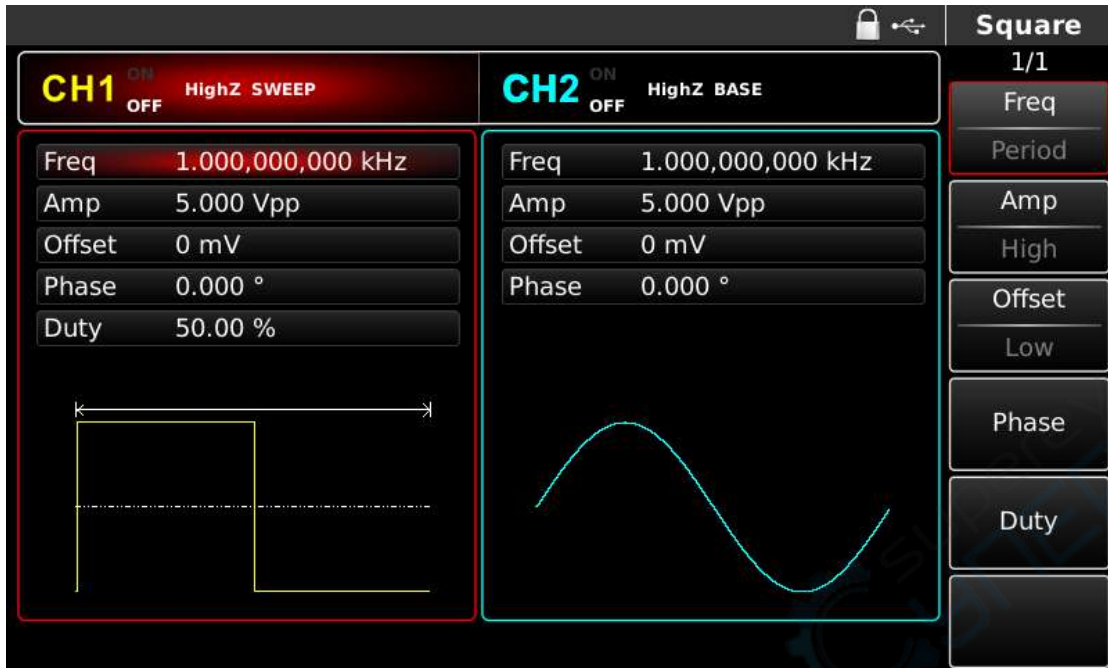 Square
1/1
CH1 ON OFF HighZ SWEEP
CH2 ON OFF HighZ BASE
Freq 1.000,000,000 kHz
Amp 5.000 Vpp
Offset 0 mV
Phase 0.000 °
Duty 50.00 %
Freq 1.000,000,000 kHz
Amp 5.000 Vpp
Offset 0 mV
Phase 0.000 °
Freq
Period
Amp
High
Offset
Low
Phase
Duty